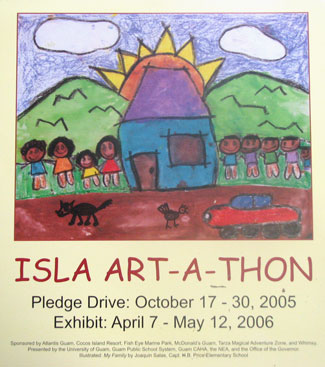 ISLA ART-A-THON
Pledge Drive: October 17 - 30, 2005
Exhibit: April 7 - May 12, 2006
Sponsored by Atlantis Guam, Cocos Island Resort, Fish Eye Marine Park, McDonald's Guam, Tarza Magical Adventure Zone, and Whitney.
Presented by the University of Guam, Guam Public School System, Guam CAHA, the NEA, and the Office of the Governor.
Illustrated: My Family by Joaquin Salas, Capt. H.B. Price Elementary School